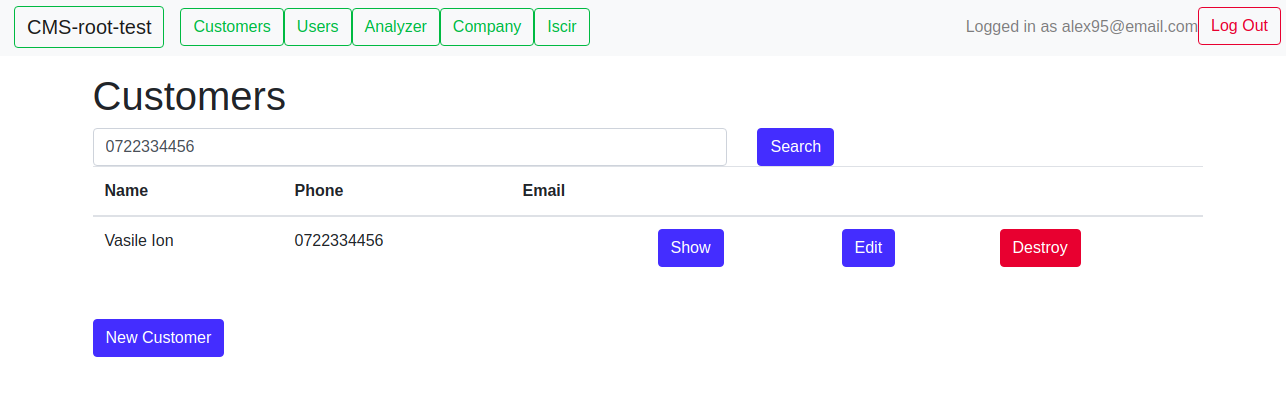 CMS-root-test Customers Users Analyzer Company Iscir Logged in as alex95@email.com Log Out
Customers
0722334456 Search
Name Phone Email
Vasile Ion 0722334456 Show Edit Destroy
New Customer